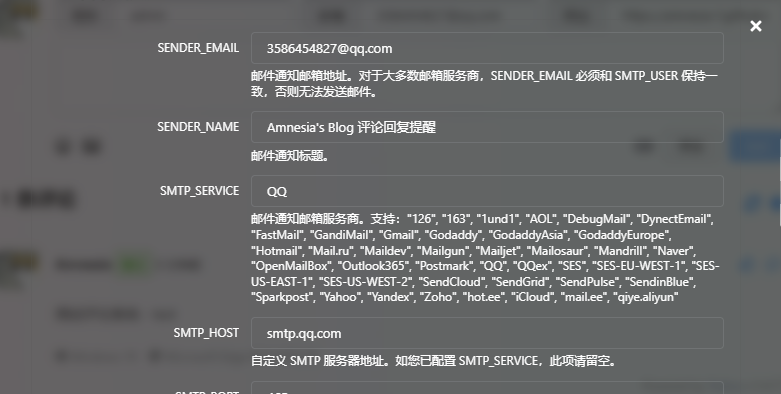 SENDER_EMAIL
3586454827@qq.com
邮件通知邮箱地址。对于大多数邮箱服务商，SENDER_EMAIL 必须和 SMTP_USER 保持一
致，否则无法发送邮件。
SENDER_NAME
Amnesia's Blog 评论回复提醒
邮件通知标题。
SMTP_SERVICE
QQ
邮件通知邮箱服务商。支持："126", "163", "1und1", "AOL", "DebugMail", "DynectEmail",
"FastMail", "GandiMail", "Gmail", "Godaddy", "GodaddyAsia", "GodaddyEurope",
"Hotmail", "Mail.ru", "Maildev", "Mailgun", "Mailjet", "Mailosaur", "Mandrill", "Naver",
"OpenMailBox", "Outlook365", "Postmark", "QQ", "QQex", "SES", "SES-EU-WEST-1", "SES-
US-EAST-1", "SES-US-WEST-2", "SendCloud", "SendGrid", "SendPulse", "SendinBlue",
"Sparkpost", "Yahoo", "Yandex", "Zoho", "hot.ee", "iCloud", "mail.ee", "qiye.aliyun"
SMTP_HOST
smtp.qq.com
自定义 SMTP 服务器地址。如您已配置 SMTP_SERVICE，此项请留空。